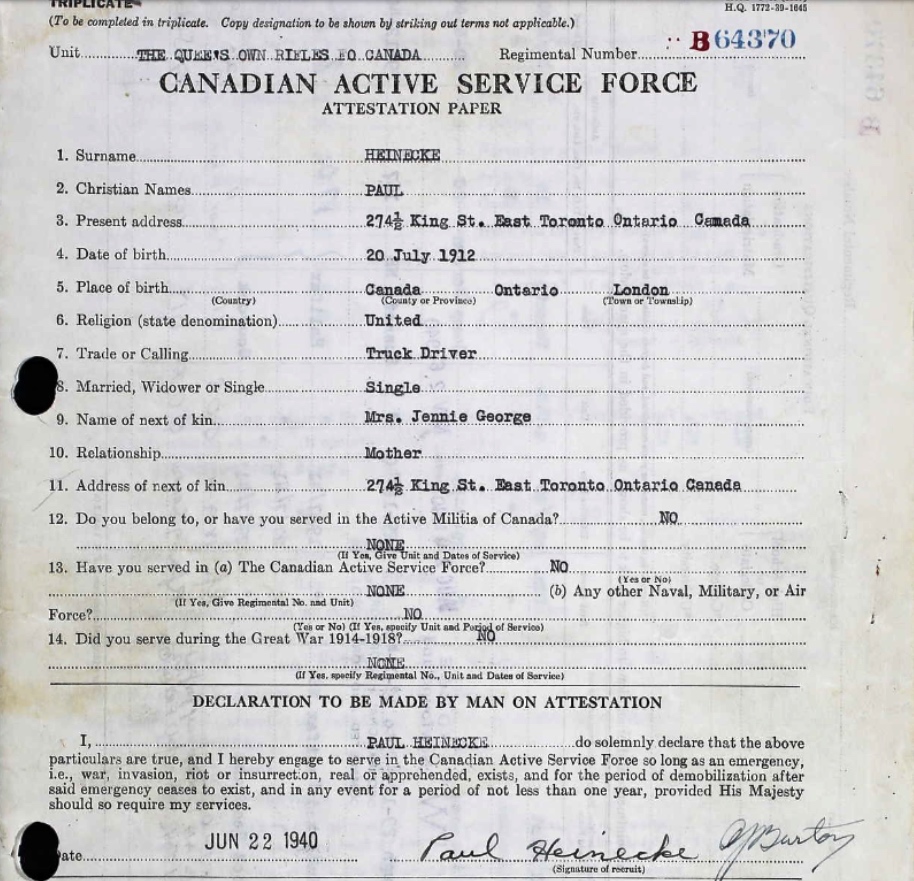 TRIPLICATE
H.Q. 1772-39-1645
(To be completed in triplicate. Copy designation to be shown by striking out terms not applicable.)
Unit THE QUEE'S OWN RIFLES FO CANADA Regimental Number B 64370
CANADIAN ACTIVE SERVICE FORCE
ATTESTATION PAPER
1. Surname HEINECKE
2. Christian Names PAUL
3. Present address 274½ King St. East Toronto Ontario Camada
4. Date of birth 20 July 1912
5. Place of birth Canada Ontario London
(Country) (County or Province) (Town or Township)
6. Religion (state denomination) United
7. Trade or Calling Truck Driver
8. Married, Widower or Single Single
9. Name of next of kin Mrs. Jennie George
10. Relationship Mother
11. Address of next of kin 274½ King St. East Toronto Ontario Canada
12. Do you belong to, or have you served in the Active Militia of Canada? NO
NONE
(If Yes, Give Unit and Dates of Service)
13. Have you served in (a) The Canadian Active Service Force? NO
(Yes or No)
NONE (b) Any other Naval, Military, or Air
(If Yes, Give Regimental No. and Unit)
Force? NO
(Yes or No) (If Yes, specify Unit and Period of Service)
14. Did you serve during the Great War 1914-1918? NO
NONE
(If Yes, specify Regimental No., Unit and Dates of Service)
DECLARATION TO BE MADE BY MAN ON ATTESTATION
I, PAUL HEINECKE do solemnly declare that the above
particulars are true, and I hereby engage to serve in the Canadian Active Service Force so long as an emergency,
i.e., war, invasion, riot or insurrection, real or apprehended, exists, and for the period of demobilization after
said emergency ceases to exist, and in any event for a period of not less than one year, provided His Majesty
should so require my services.
Date JUN 22 1940 Paul Heinecke
(Signature of recruit)